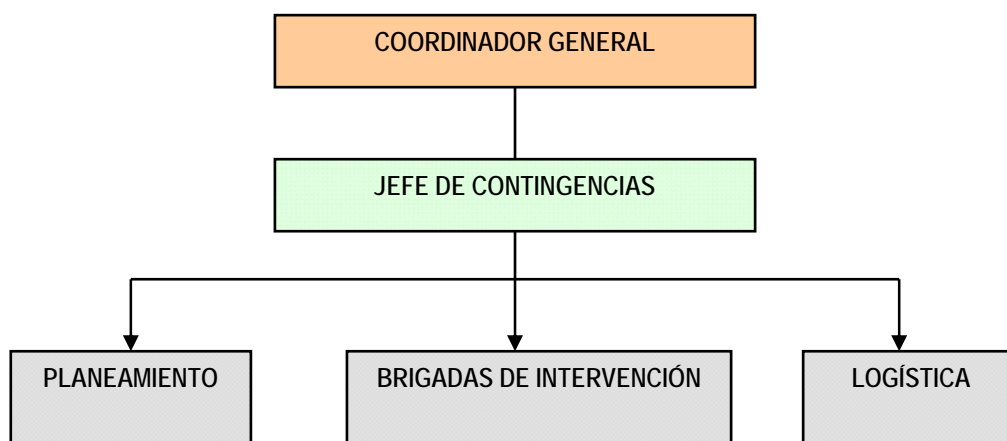 COORDINADOR GENERAL
JEFE DE CONTINGENCIAS
PLANEAMIENTO
BRIGADAS DE INTERVENCIÓN
LOGÍSTICA